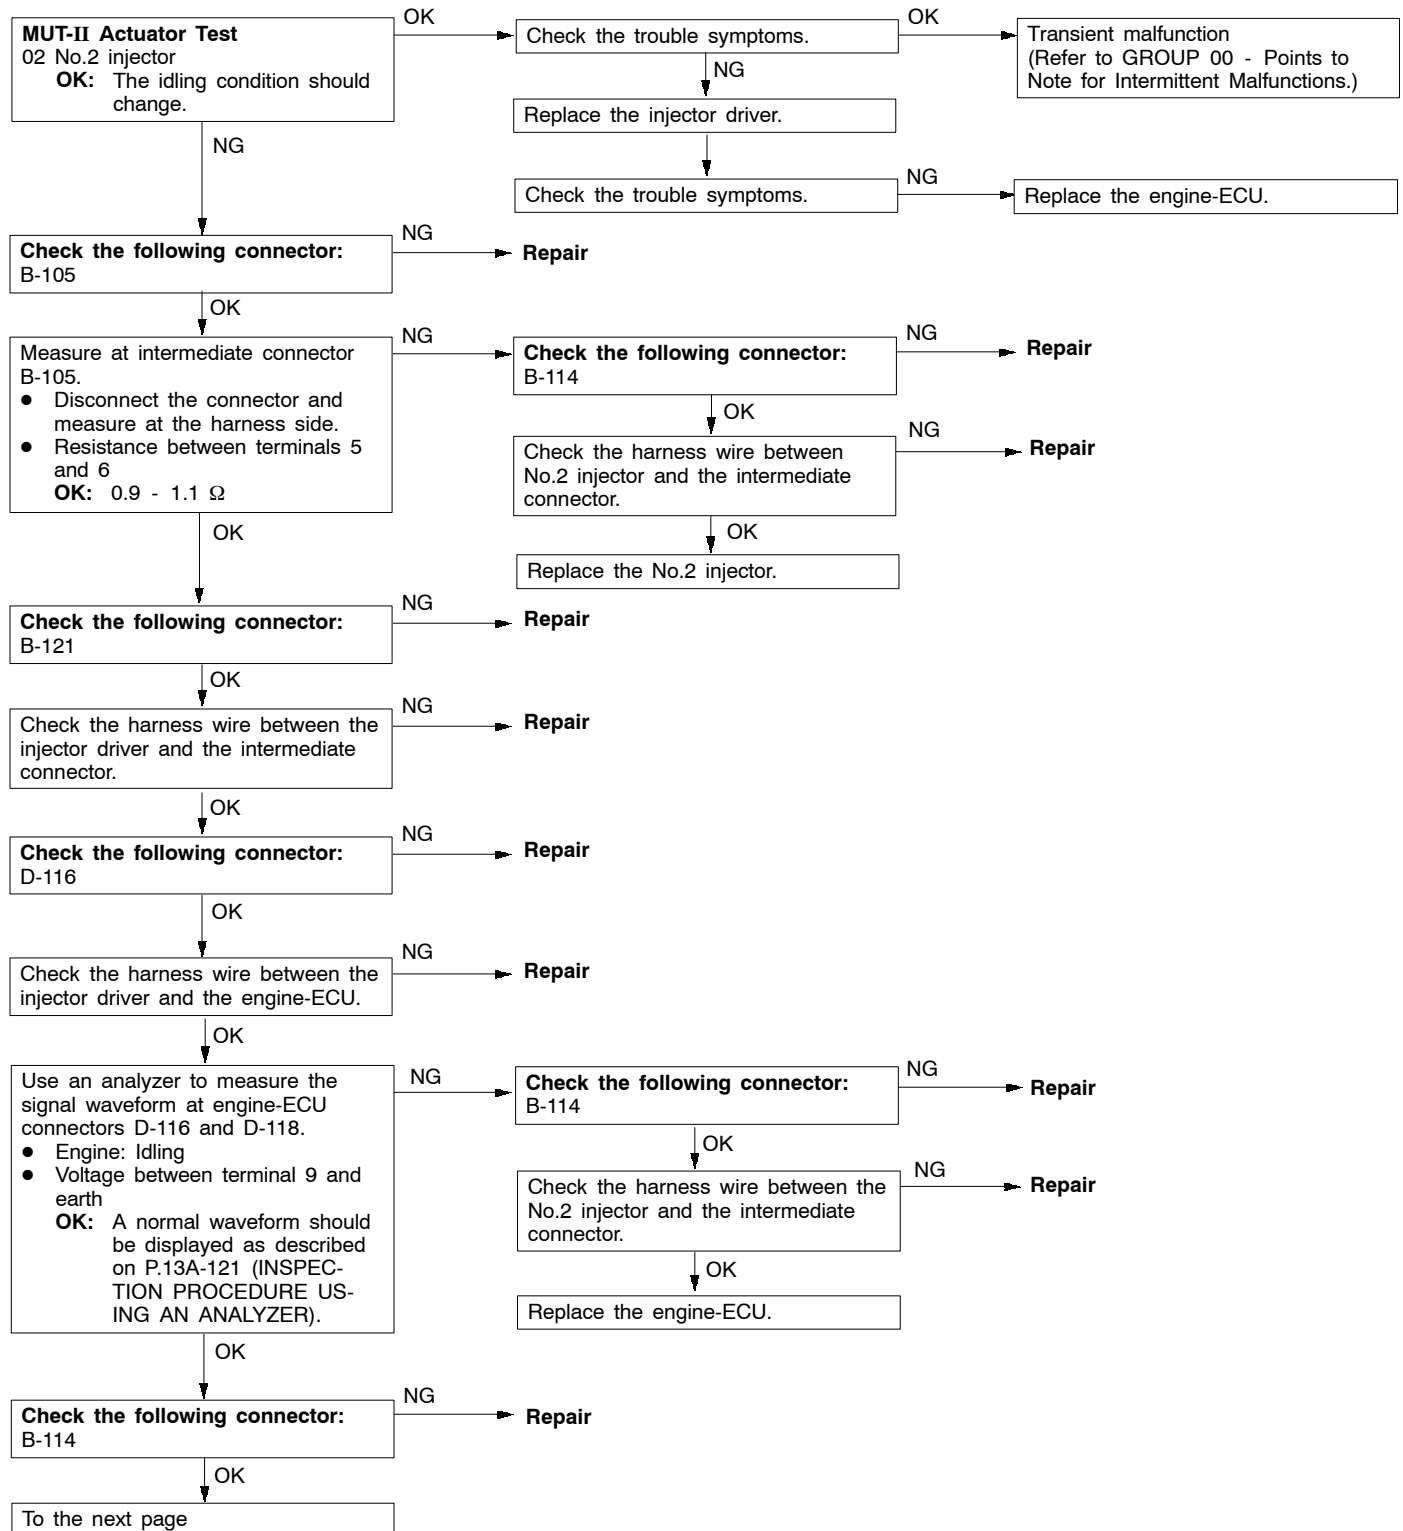 MUT-II Actuator Test
02 No.2 injector
OK: The idling condition should
change.
OK
Check the trouble symptoms.
OK
Transient malfunction
(Refer to GROUP 00 - Points to
Note for Intermittent Malfunctions.)
NG
Replace the injector driver.
Check the trouble symptoms.
NG
Replace the engine-ECU.
NG
Check the following connector:
B-105
NG
Repair
OK
Measure at intermediate connector
B-105.
● Disconnect the connector and
measure at the harness side.
● Resistance between terminals 5
and 6
OK: 0.9 - 1.1 Ω
NG
Check the following connector:
B-114
NG
Repair
OK
Check the harness wire between
No.2 injector and the intermediate
connector.
NG
Repair
OK
Replace the No.2 injector.
OK
Check the following connector:
B-121
NG
Repair
OK
Check the harness wire between the
injector driver and the intermediate
connector.
NG
Repair
OK
Check the following connector:
D-116
NG
Repair
OK
Check the harness wire between the
injector driver and the engine-ECU.
NG
Repair
OK
Use an analyzer to measure the
signal waveform at engine-ECU
connectors D-116 and D-118.
● Engine: Idling
● Voltage between terminal 9 and
earth
OK: A normal waveform should
be displayed as described
on P.13A-121 (INSPEC-
TION PROCEDURE US-
ING AN ANALYZER).
NG
Check the following connector:
B-114
NG
Repair
OK
Check the harness wire between the
No.2 injector and the intermediate
connector.
NG
Repair
OK
Replace the engine-ECU.
OK
Check the following connector:
B-114
NG
Repair
OK
To the next page